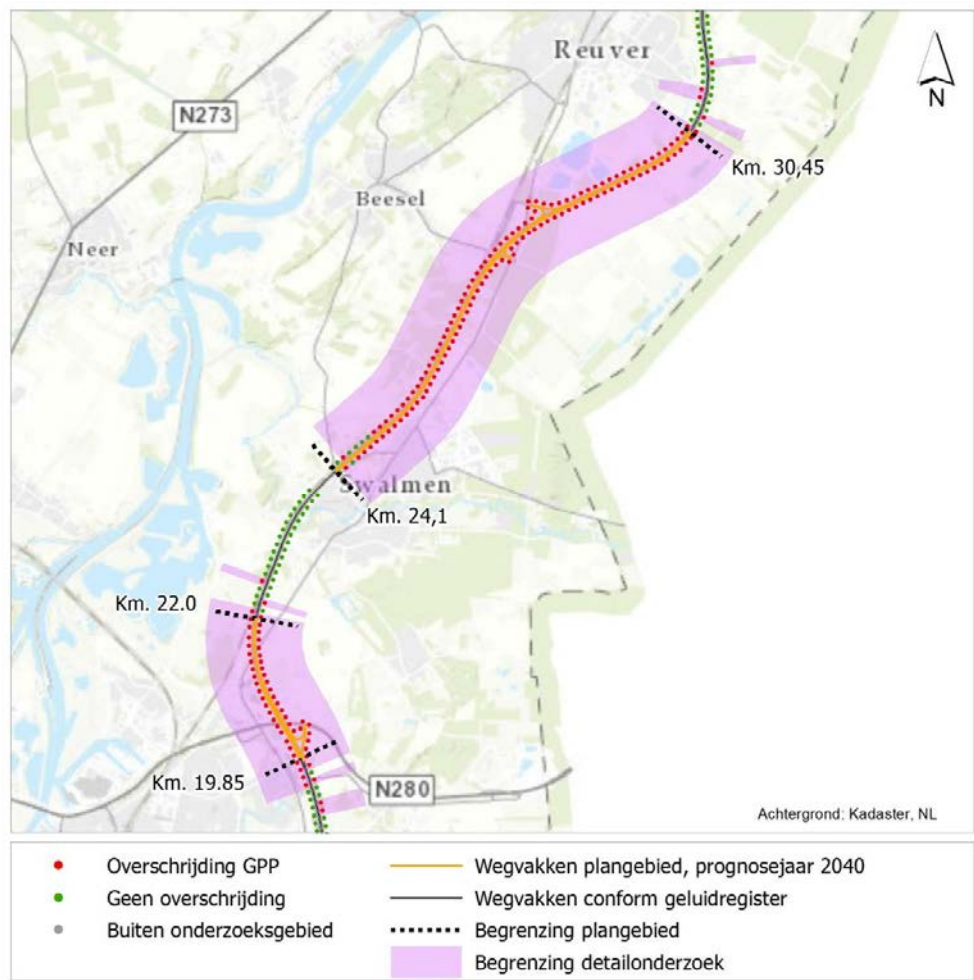 Reuver
N
N273
Km. 30,45
Beesel
Neer
Swalmen
Km. 24,1
Km. 22.0
Km. 19.85
N280
Achtergrond: Kadaster, NL
Overschrijding GPP
Geen overschrijding
Buiten onderzoeksgebied
Wegvakken plangebied, prognosejaar 2040
Wegvakken conform geluidregister
Begrenzing plangebied
Begrenzing detailonderzoek